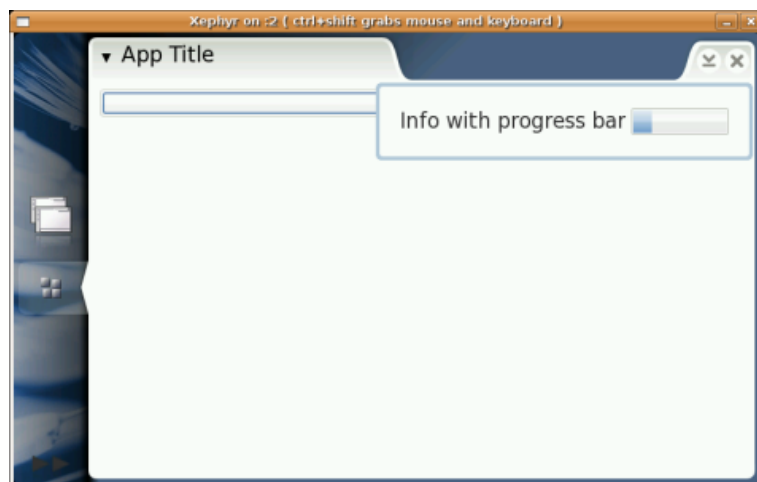 Xephyr on :2 ( ctrl+shift grabs mouse and keyboard )
App Title
Info with progress bar